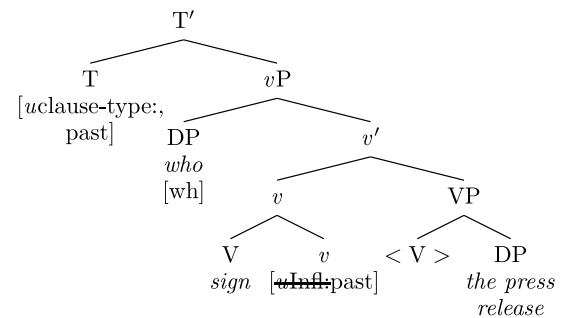 T′
T vP
[uclause-type:,
past]
DP v′
who
[wh]
v VP
V v < V > DP
sign [uInfl:past] the press
release